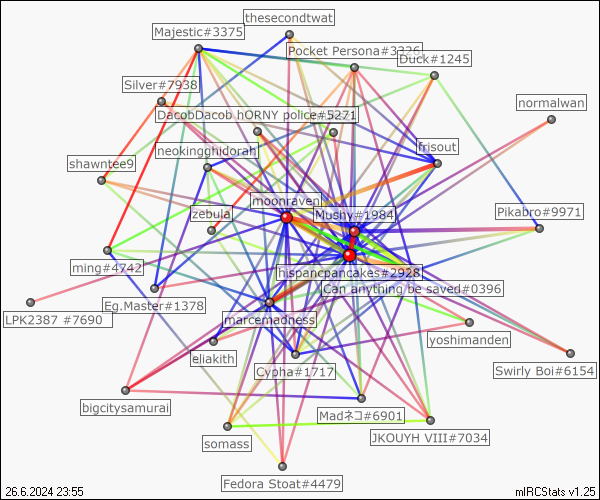 thesecondtwat
Majestic#3375
Pocket Persona#3326
Duck#1245
Silver#7938
normalwan
DacobDacob hORNY police#5271
frisout
neokingghidorah
shawntee9
moonraven
zebula
Mushy#1984
Pikabro#9971
ming#4742
hispancpancakes#2928
Can anything be saved#0396
Eg.Master#1378
LPK2387 #7690
marcemadness
yoshimanden
eliakith
Cypha#1717
Swirly Boi#6154
bigcitysamurai
Madネコ#6901
JKOUYH VIII#7034
somass
Fedora Stoat#4479
26.6.2024 23:55
mIRCStats v1.25